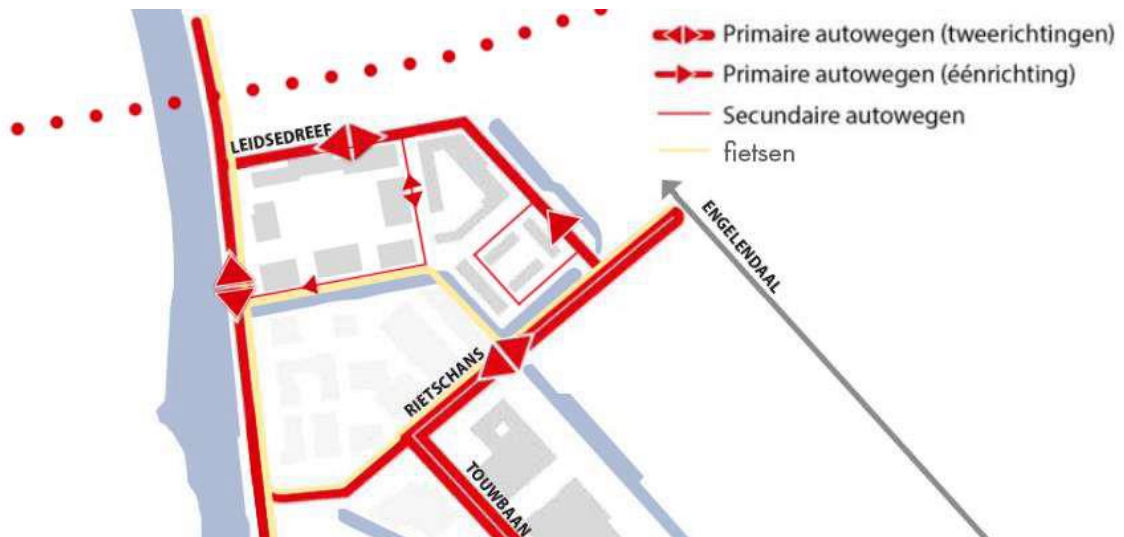 Primaire autowegen (tweerichtingen)
Primaire autowegen (éénrichting)
Secundaire autowegen
fietsen
LEIDSEDREEF
ENGELENDAAL
RIETSCHANS
TOUWBAAN